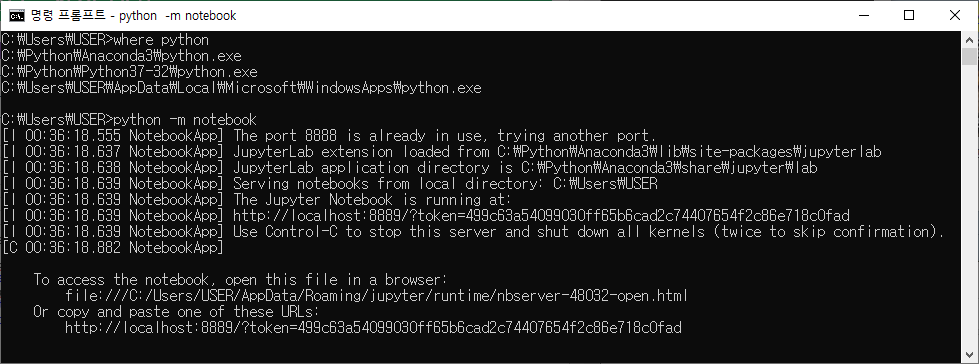 명령 프롬프트 - python  -m notebook
C:₩Users₩USER>where python
C:₩Python₩Anaconda3₩python.exe
C:₩Python₩Python37-32₩python.exe
C:₩Users₩USER₩AppData₩Local₩Microsoft₩WindowsApps₩python.exe
C:₩Users₩USER>python -m notebook
[I 00:36:18.555 NotebookApp] The port 8888 is already in use, trying another port.
[I 00:36:18.637 NotebookApp] JupyterLab extension loaded from C:₩Python₩Anaconda3₩lib₩site-packages₩jupyterlab
[I 00:36:18.638 NotebookApp] JupyterLab application directory is C:₩Python₩Anaconda3₩share₩jupyter₩lab
[I 00:36:18.639 NotebookApp] Serving notebooks from local directory: C:₩Users₩USER
[I 00:36:18.639 NotebookApp] The Jupyter Notebook is running at:
[I 00:36:18.639 NotebookApp] http://localhost:8889/?token=499c63a54099030ff65b6cad2c74407654f2c86e718c0fad
[I 00:36:18.639 NotebookApp] Use Control-C to stop this server and shut down all kernels (twice to skip confirmation).
[C 00:36:18.882 NotebookApp]
To access the notebook, open this file in a browser:
file:///C:/Users/USER/AppData/Roaming/jupyter/runtime/nbserver-48032-open.html
Or copy and paste one of these URLs:
http://localhost:8889/?token=499c63a54099030ff65b6cad2c74407654f2c86e718c0fad